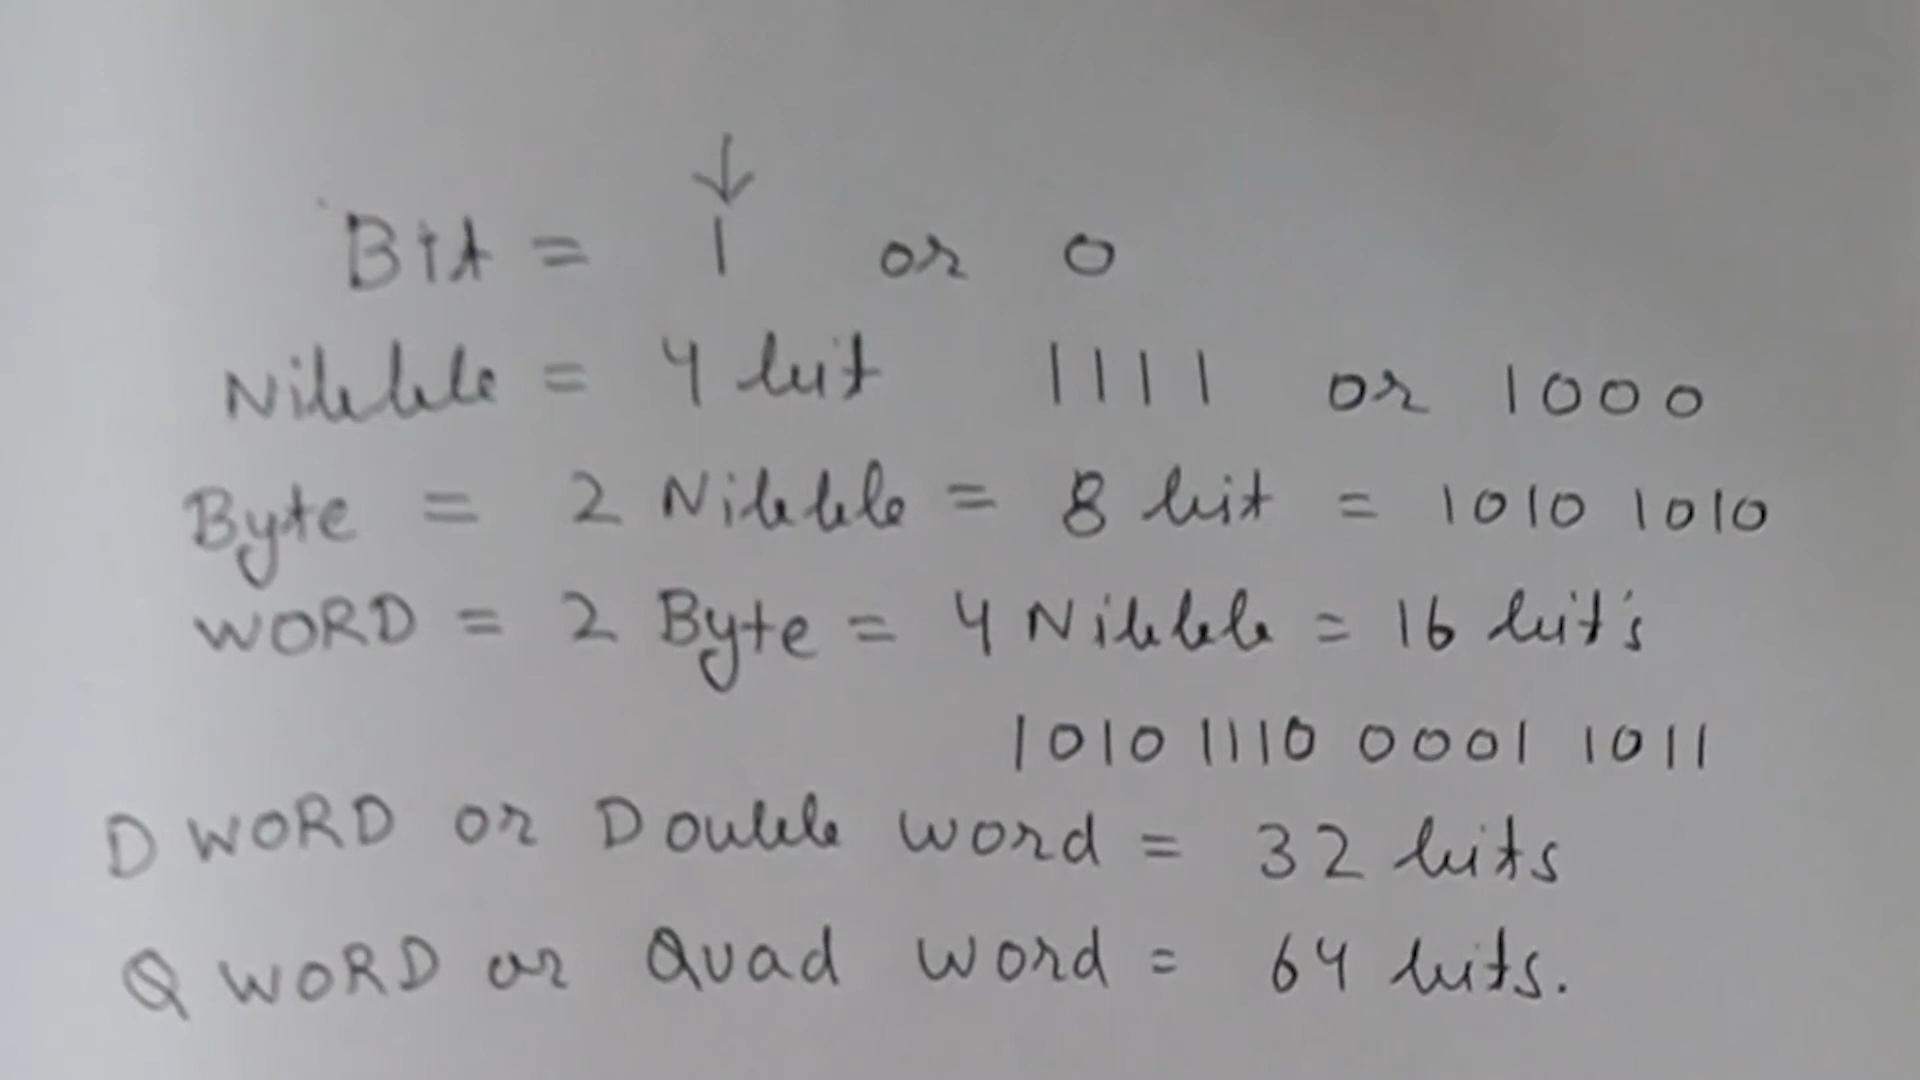 ↓
Bit = 1 or 0
Nibble = 4 bit 1111 or 1000
Byte = 2 Nibble = 8 bit = 1010 1010
WORD = 2 Byte = 4 Nibble = 16 bit's
1010 1110 0001 1011
D WORD or Double word = 32 bits
Q WORD or Quad word = 64 bits.